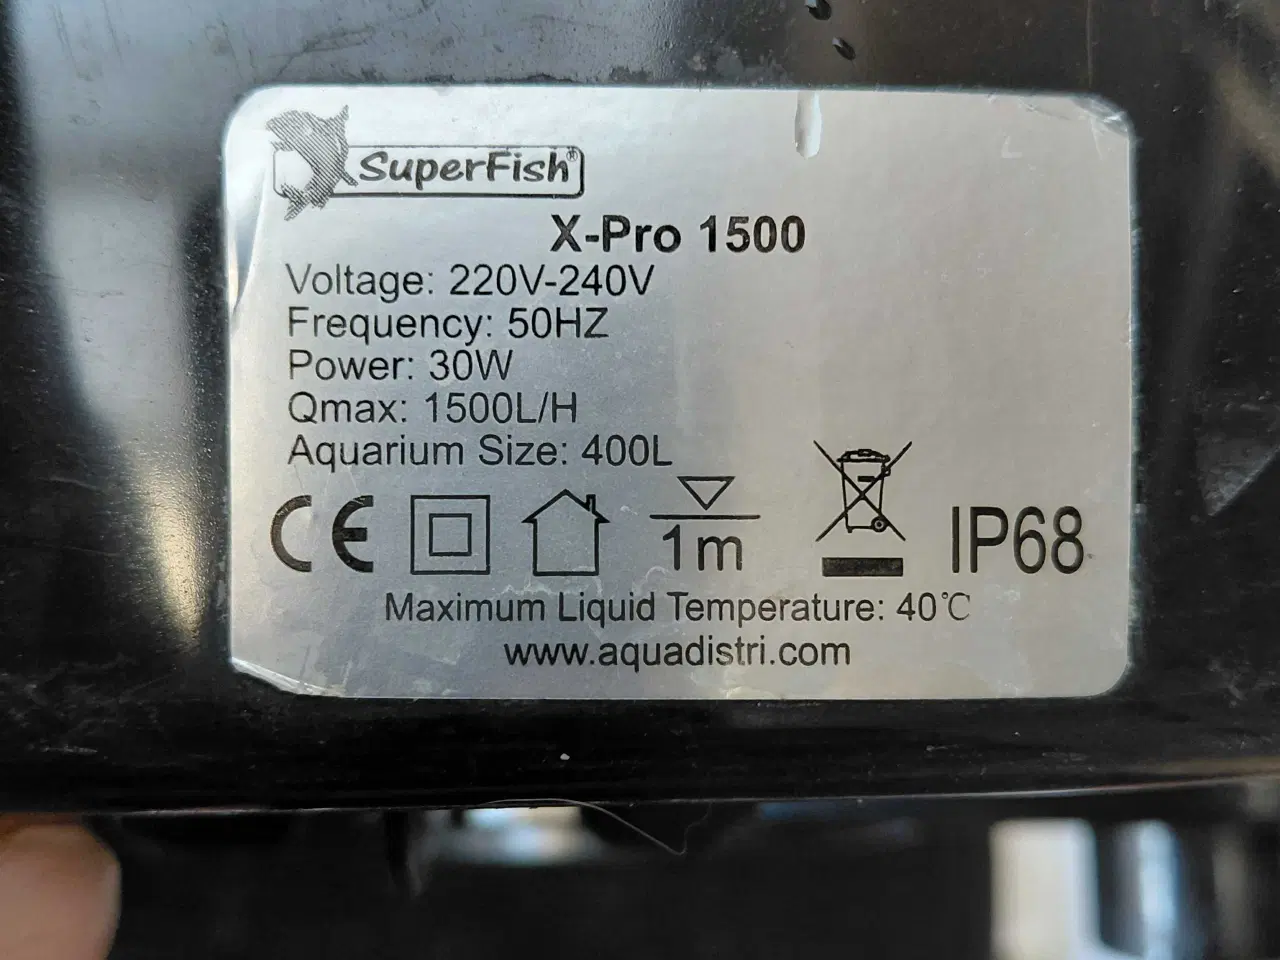 SuperFish®
X-Pro 1500
Voltage: 220V-240V
Frequency: 50HZ
Power: 30W
Qmax: 1500L/H
Aquarium Size: 400L
CE 1m IP68
Maximum Liquid Temperature: 40℃
www.aquadistri.com